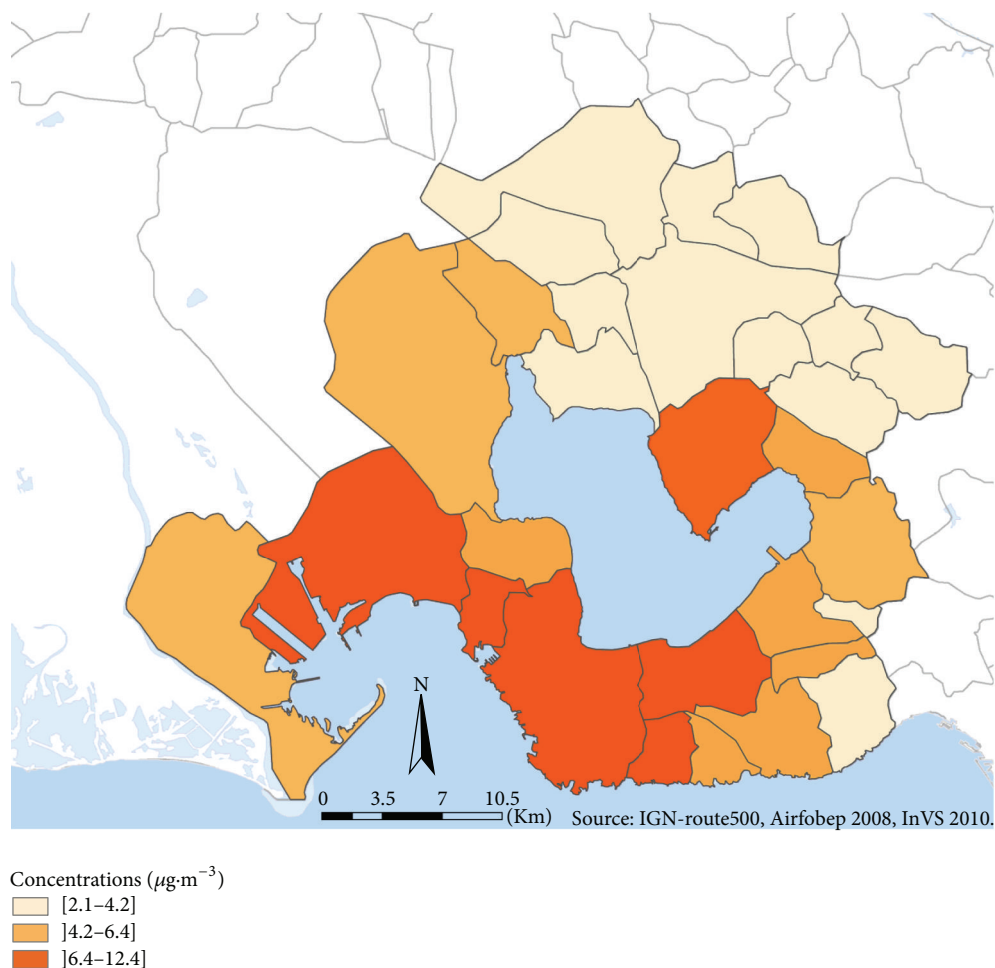 N
0 3.5 7 10.5
(Km)
Source: IGN-route500, Airfobep 2008, InVS 2010.
Concentrations (μg·m⁻³)
[2.1–4.2]
]4.2–6.4]
]6.4–12.4]